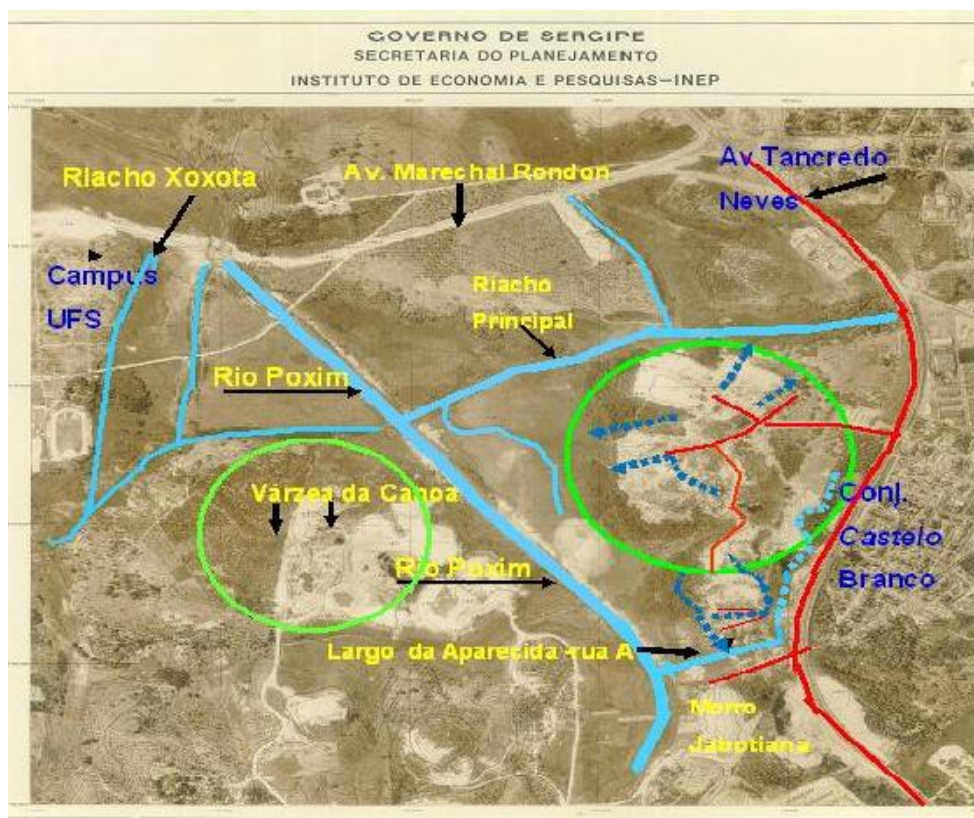 GOVERNO DE SERGIPE
SECRETARIA DO PLANEJAMENTO
INSTITUTO DE ECONOMIA E PESQUISAS-INEP
Av. Marechal Rondon
Av Tancredo
Neves
RIacho Xoxota
Campus
UFS
Riacho
Principal
Rio Poxim
Várzea da Canoa
Conj.
Castelo
Branco
Rio Poxim
Largo da Aparecida -rua A
Morro
Jabotiana